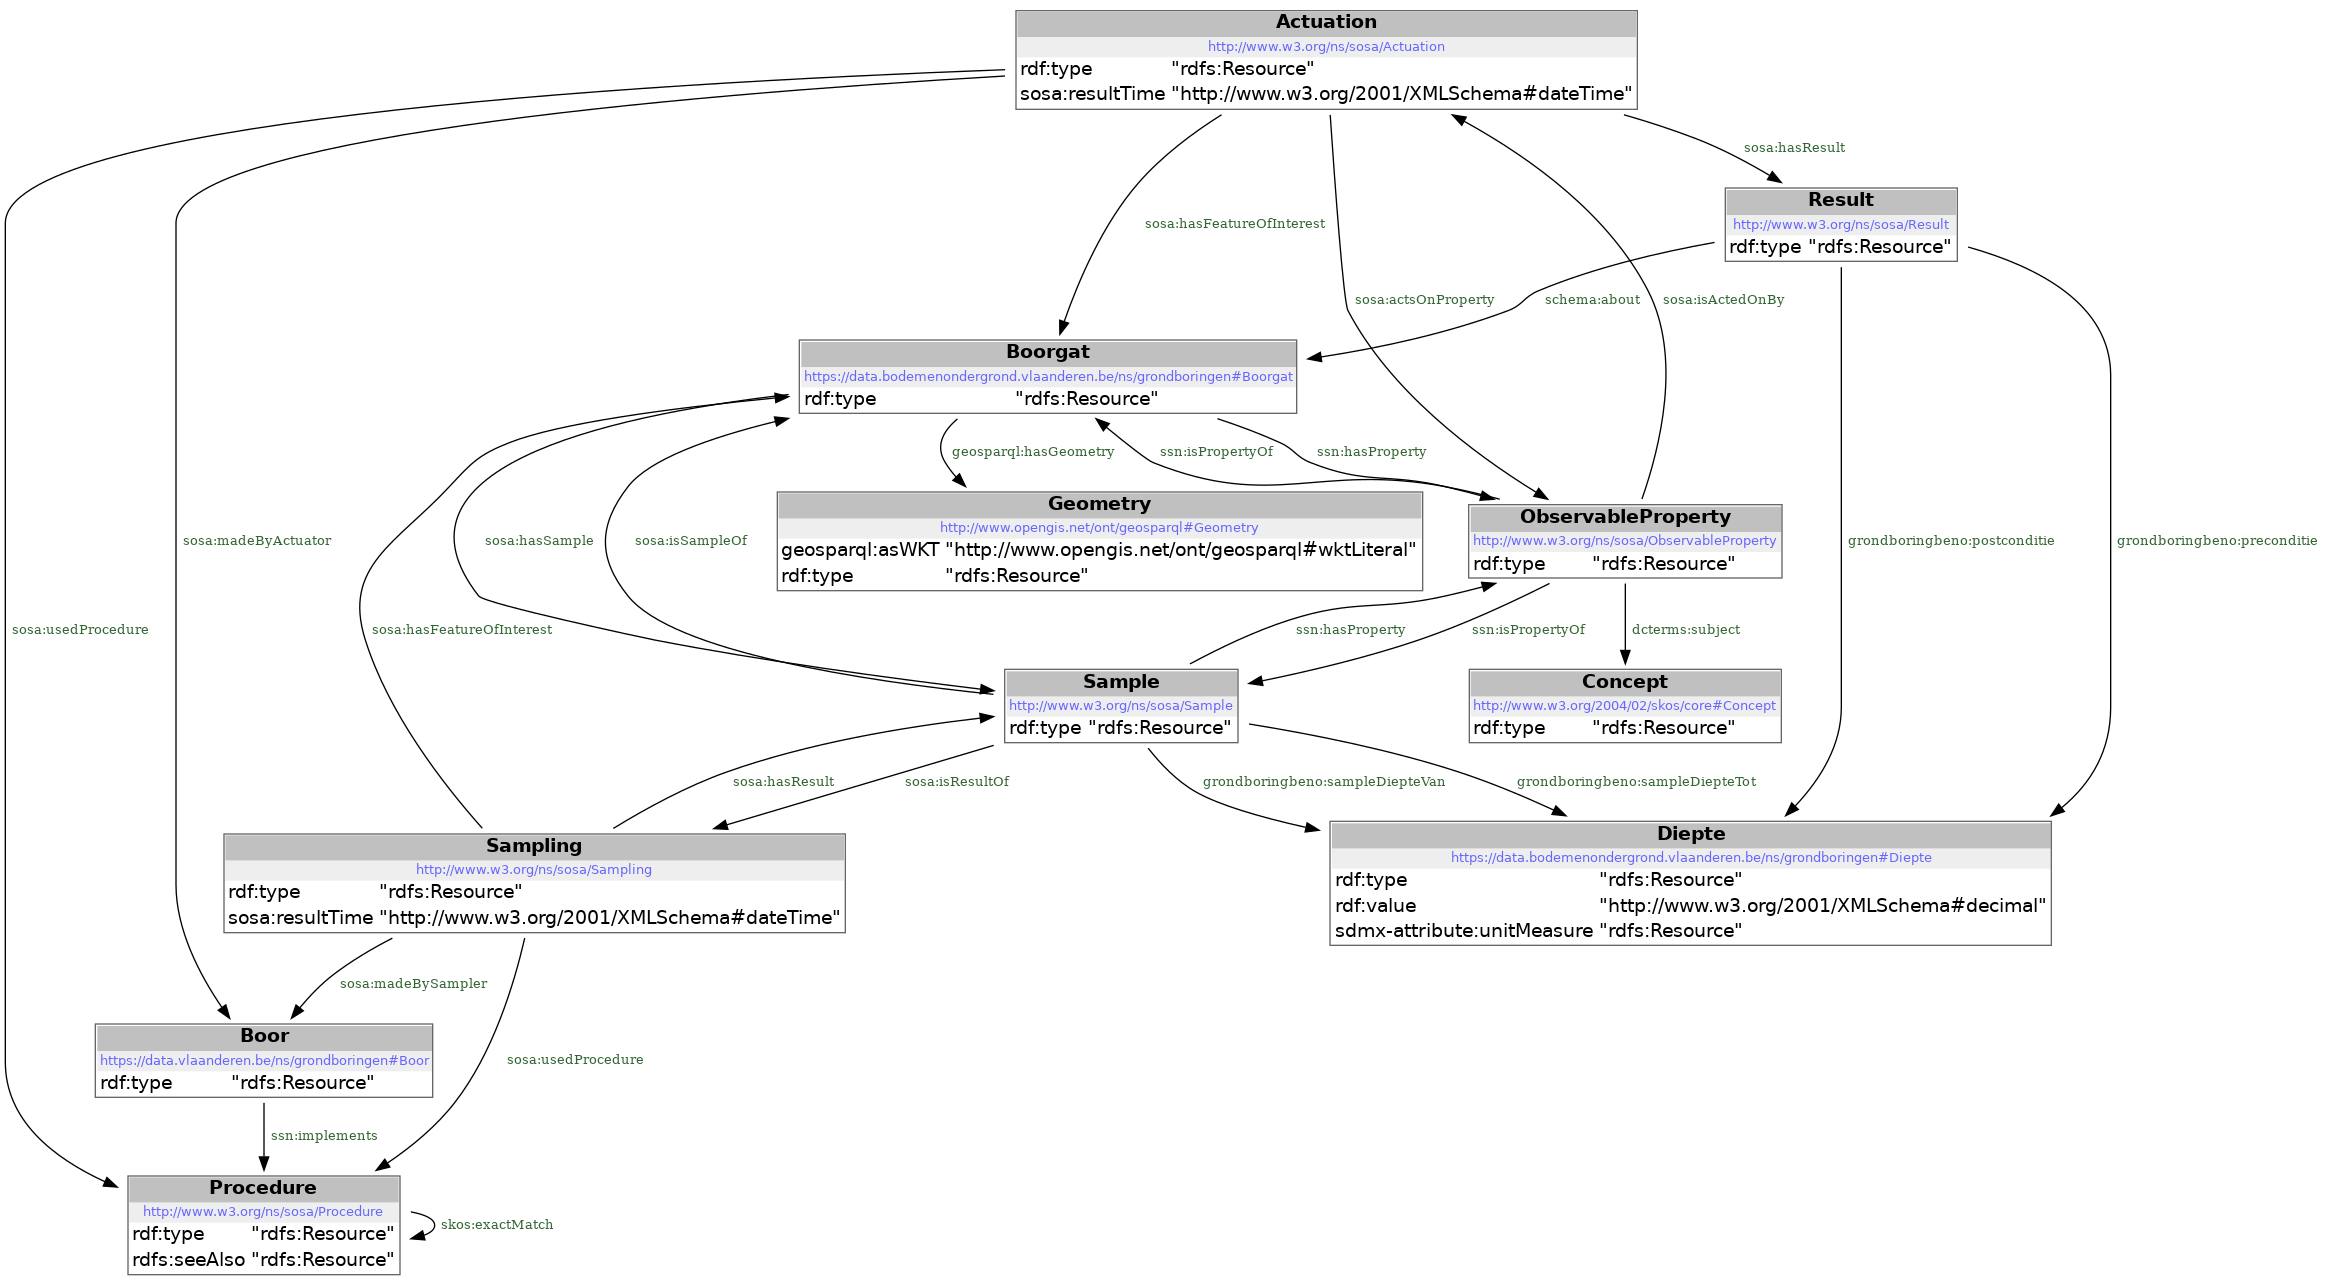 Actuation
http://www.w3.org/ns/sosa/Actuation
rdf:type "rdfs:Resource"
sosa:resultTime "http://www.w3.org/2001/XMLSchema#dateTime"
sosa:hasResult
Result
http://www.w3.org/ns/sosa/Result
rdf:type "rdfs:Resource"
sosa:hasFeatureOfInterest
sosa:actsOnProperty
schema:about
sosa:isActedOnBy
Boorgat
https://data.bodemenondergrond.vlaanderen.be/ns/grondboringen#Boorgat
rdf:type "rdfs:Resource"
geosparql:hasGeometry
ssn:isPropertyOf
ssn:hasProperty
Geometry
http://www.opengis.net/ont/geosparql#Geometry
geosparql:asWKT "http://www.opengis.net/ont/geosparql#wktLiteral"
rdf:type "rdfs:Resource"
ObservableProperty
http://www.w3.org/ns/sosa/ObservableProperty
rdf:type "rdfs:Resource"
sosa:madeByActuator
sosa:hasSample
sosa:isSampleOf
grondboringbeno:postconditie
grondboringbeno:preconditie
sosa:usedProcedure
sosa:hasFeatureOfInterest
ssn:hasProperty
ssn:isPropertyOf
dcterms:subject
Sample
http://www.w3.org/ns/sosa/Sample
rdf:type "rdfs:Resource"
Concept
http://www.w3.org/2004/02/skos/core#Concept
rdf:type "rdfs:Resource"
sosa:hasResult
sosa:isResultOf
grondboringbeno:sampleDiepteVan
grondboringbeno:sampleDiepteTot
Sampling
http://www.w3.org/ns/sosa/Sampling
rdf:type "rdfs:Resource"
sosa:resultTime "http://www.w3.org/2001/XMLSchema#dateTime"
Diepte
https://data.bodemenondergrond.vlaanderen.be/ns/grondboringen#Diepte
rdf:type "rdfs:Resource"
rdf:value "http://www.w3.org/2001/XMLSchema#decimal"
sdmx-attribute:unitMeasure "rdfs:Resource"
sosa:madeBySampler
Boor
https://data.vlaanderen.be/ns/grondboringen#Boor
rdf:type "rdfs:Resource"
sosa:usedProcedure
ssn:implements
Procedure
http://www.w3.org/ns/sosa/Procedure
rdf:type "rdfs:Resource"
rdfs:seeAlso "rdfs:Resource"
skos:exactMatch